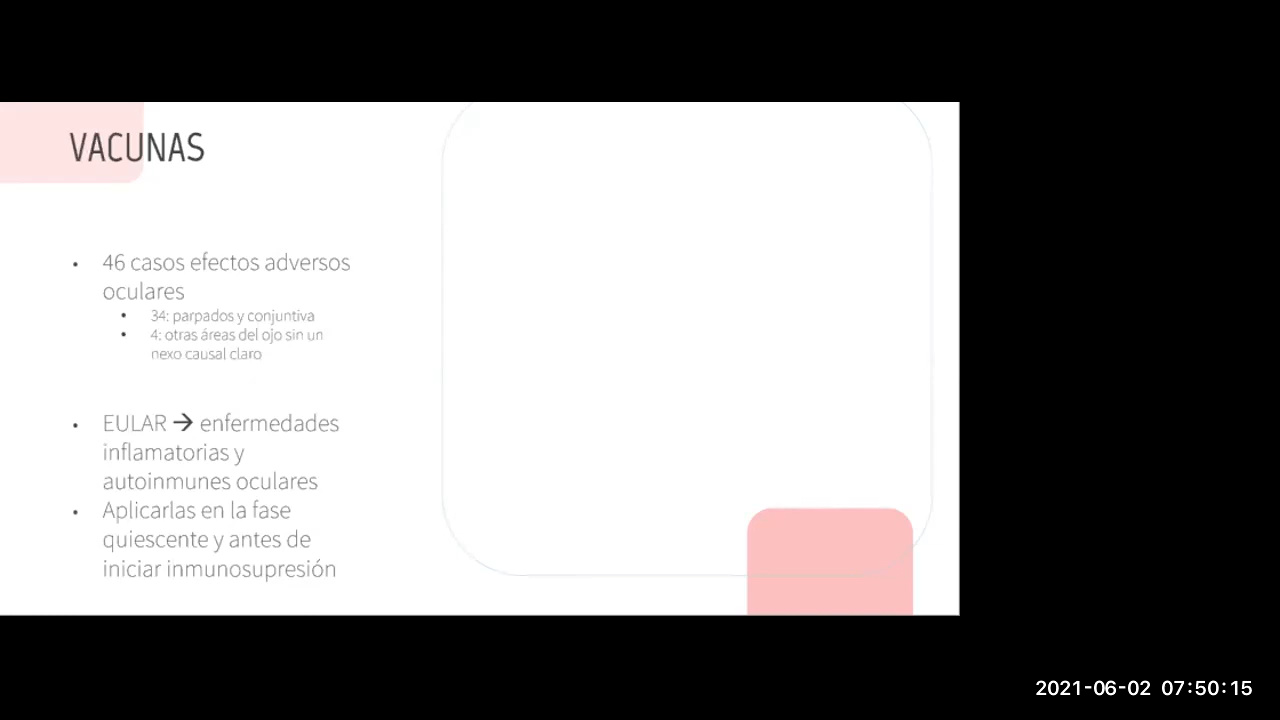 VACUNAS
• 46 casos efectos adversos
oculares
• 34: parpados y conjuntiva
• 4: otras áreas del ojo sin un
nexo causal claro
• EULAR → enfermedades
inflamatorias y
autoinmunes oculares
• Aplicarlas en la fase
quiescente y antes de
iniciar inmunosupresión
2021-06-02 07:50:15